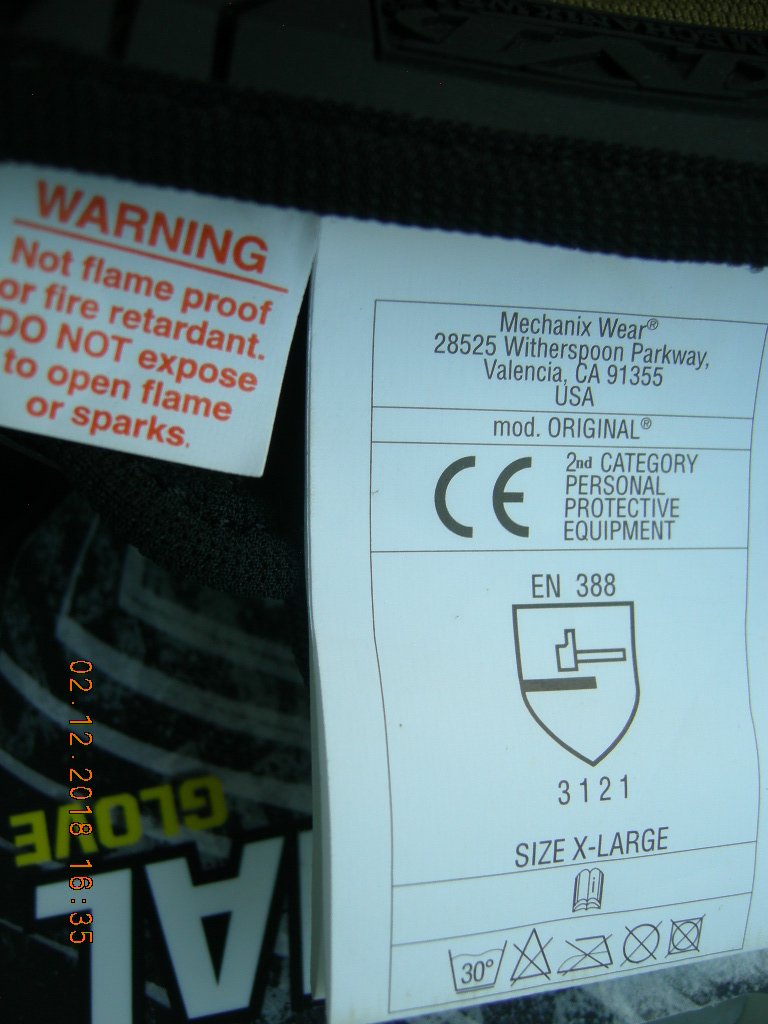 WARNING
Not flame proof
or fire retardant.
DO NOT expose
to open flame
or sparks.
Mechanix Wear®
28525 Witherspoon Parkway,
Valencia, CA 91355
USA
mod. ORIGINAL®
CE
2nd CATEGORY
PERSONAL
PROTECTIVE
EQUIPMENT
EN 388
3121
SIZE X-LARGE
i
30°
GLOVE
AL
02.12.2018 16:35